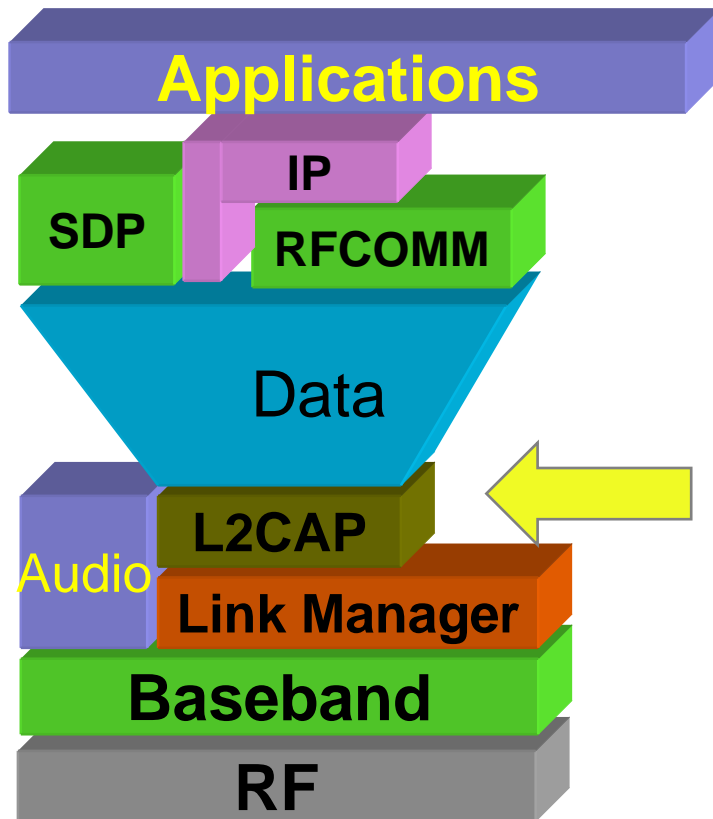 Applications
IP
SDP
RFCOMM
Data
L2CAP
Audio
Link Manager
Baseband
RF